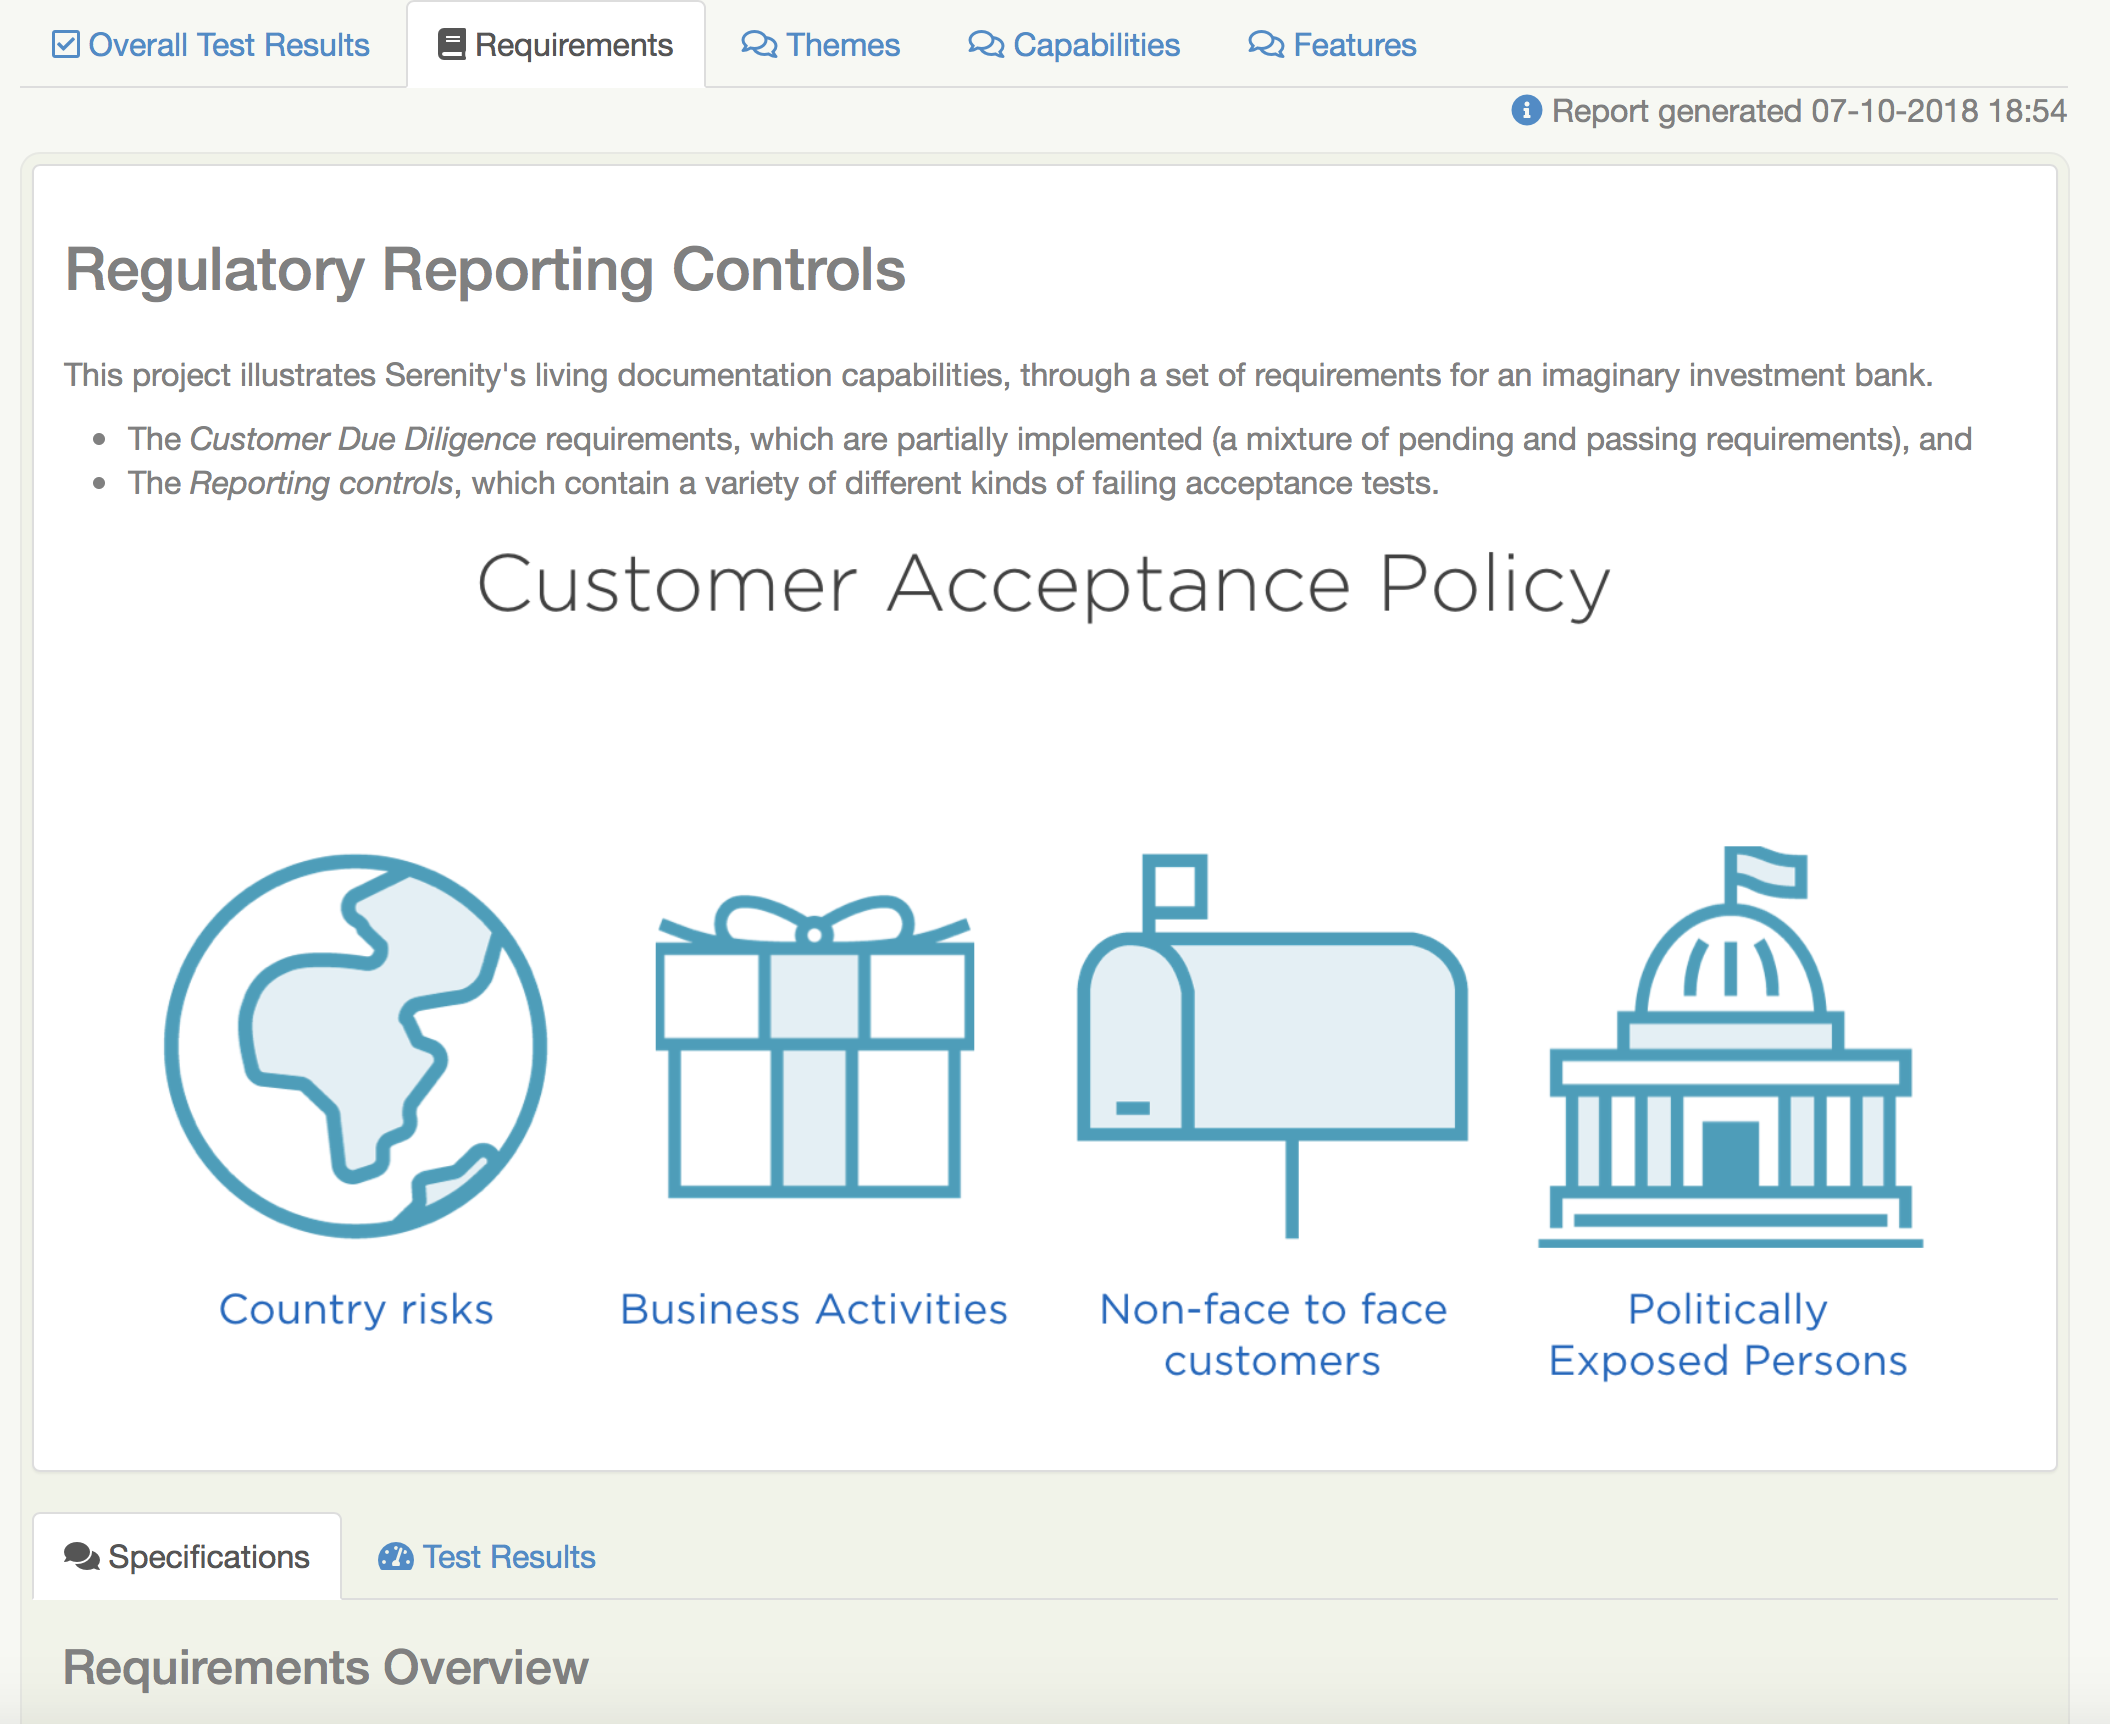 Overall Test Results Requirements Themes Capabilities Features
Report generated 07-10-2018 18:54
Regulatory Reporting Controls
This project illustrates Serenity's living documentation capabilities, through a set of requirements for an imaginary investment bank.
The Customer Due Diligence requirements, which are partially implemented (a mixture of pending and passing requirements), and
The Reporting controls, which contain a variety of different kinds of failing acceptance tests.
Customer Acceptance Policy
Country risks
Business Activities
Non-face to face
customers
Politically
Exposed Persons
Specifications Test Results
Requirements Overview